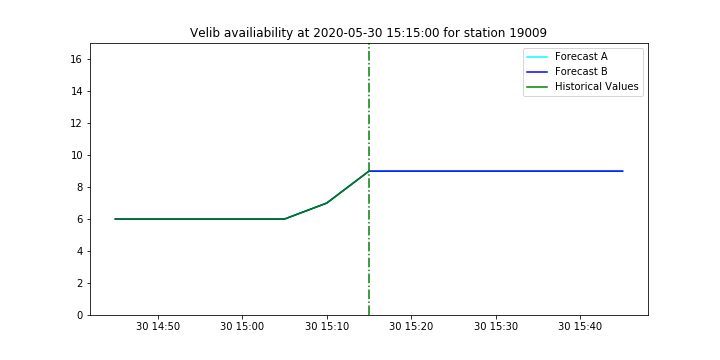 Velib availiability at 2020-05-30 15:15:00 for station 19009
Forecast A
Forecast B
Historical Values
16
14
12
10
8
6
4
2
0
30 14:50 30 15:00 30 15:10 30 15:20 30 15:30 30 15:40